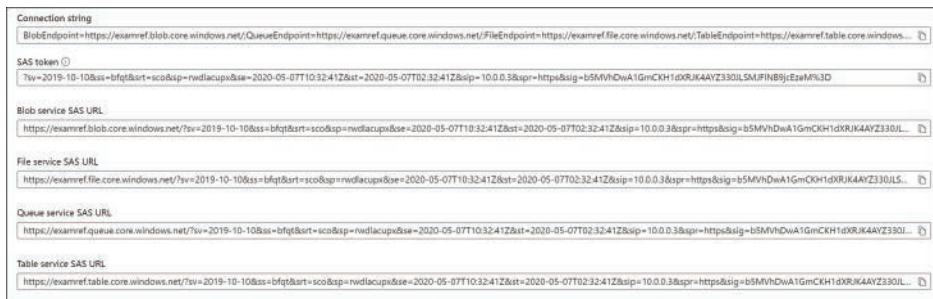 Connection string
BlobEndpoint=https://examref.blob.core.windows.net/;QueueEndpoint=https://examref.queue.core.windows.net/;FileEndpoint=https://examref.file.core.windows.net/;TableEndpoint=https://examref.table.core.windows...
SAS token
?sv=2019-10-10&ss=bfqt&srt=sco&sp=rwdlacupx&se=2020-05-07T10:32:41Z&st=2020-05-07T02:32:41Z&sip=10.0.0.3&spr=https&sig=b5MVhDwA1GmCKH1dXRJK4AYZ330JLSMJFlNB9jcEzeM%3D
Blob service SAS URL
https://examref.blob.core.windows.net/?sv=2019-10-10&ss=bfqt&srt=sco&sp=rwdlacupx&se=2020-05-07T10:32:41Z&st=2020-05-07T02:32:41Z&sip=10.0.0.3&spr=https&sig=b5MVhDwA1GmCKH1dXRJK4AYZ330JL...
File service SAS URL
https://examref.file.core.windows.net/?sv=2019-10-10&ss=bfqt&srt=sco&sp=rwdlacupx&se=2020-05-07T10:32:41Z&st=2020-05-07T02:32:41Z&sip=10.0.0.3&spr=https&sig=b5MVhDwA1GmCKH1dXRJK4AYZ330JLS...
Queue service SAS URL
https://examref.queue.core.windows.net/?sv=2019-10-10&ss=bfqt&srt=sco&sp=rwdlacupx&se=2020-05-07T10:32:41Z&st=2020-05-07T02:32:41Z&sip=10.0.0.3&spr=https&sig=b5MVhDwA1GmCKH1dXRJK4AYZ330J...
Table service SAS URL
https://examref.table.core.windows.net/?sv=2019-10-10&ss=bfqt&srt=sco&sp=rwdlacupx&se=2020-05-07T10:32:41Z&st=2020-05-07T02:32:41Z&sip=10.0.0.3&spr=https&sig=b5MVhDwA1GmCKH1dXRJK4AYZ330JL...